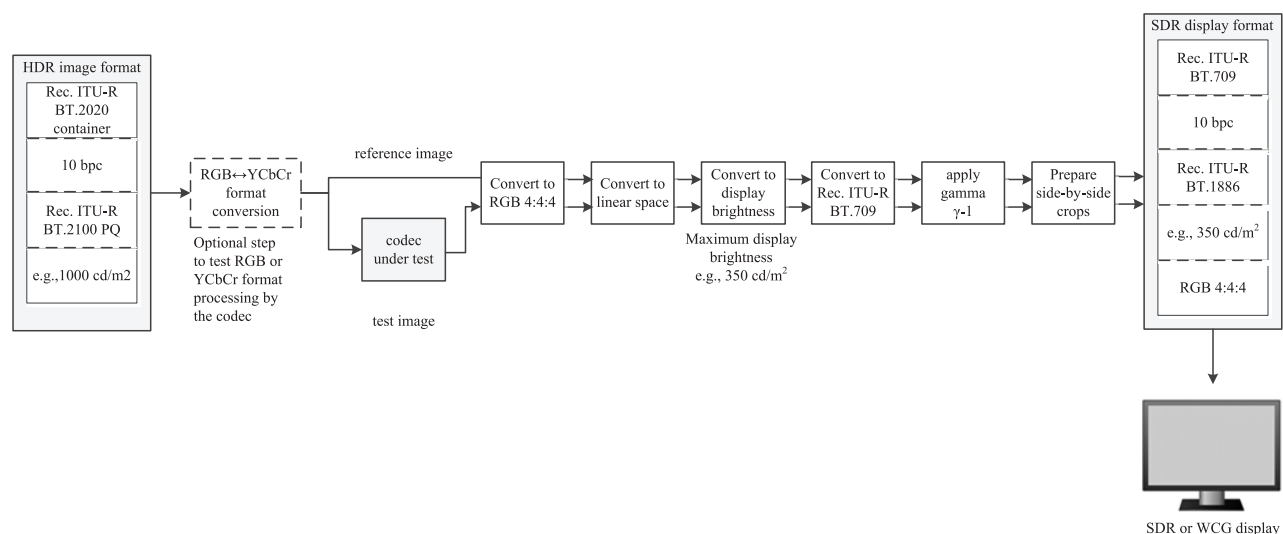 HDR image format
Rec. ITU-R
BT.2020
container
10 bpc
Rec. ITU-R
BT.2100 PQ
e.g.,1000 cd/m2
RGB↔YCbCr
format
conversion
Optional step
to test RGB or
YCbCr format
processing by
the codec
reference image
codec
under test
test image
Convert to
RGB 4:4:4
Convert to
linear space
Convert to
display
brightness
Maximum display
brightness
e.g., 350 cd/m²
Convert to
Rec. ITU-R
BT.709
apply
gamma
γ-1
Prepare
side-by-side
crops
SDR display format
Rec. ITU-R
BT.709
10 bpc
Rec. ITU-R
BT.1886
e.g., 350 cd/m²
RGB 4:4:4
SDR or WCG display